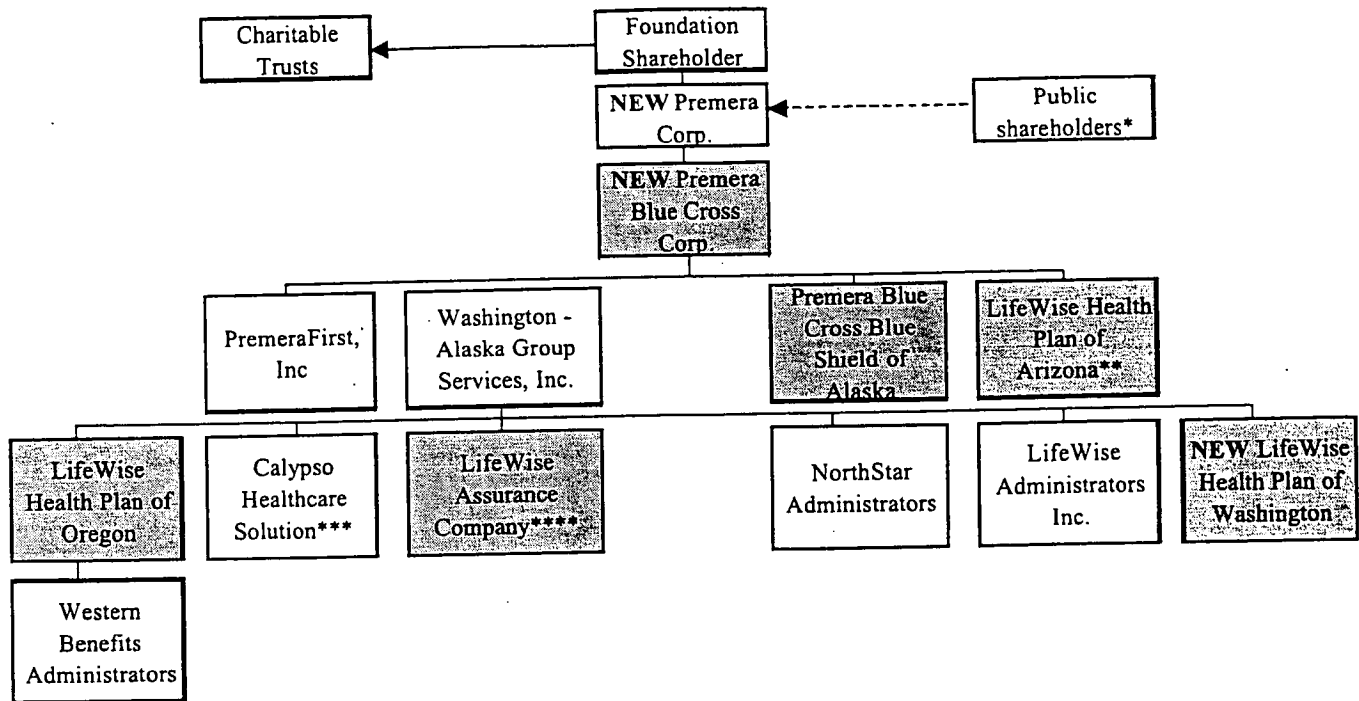 Charitable
Trusts
Foundation
Shareholder
NEW Premera
Corp.
Public
shareholders*
NEW Premera
Blue Cross
Corp.
PremeraFirst,
Inc
Washington -
Alaska Group
Services, Inc.
Premera Blue
Cross Blue
Shield of
Alaska
LifeWise Health
Plan of
Arizona**
LifeWise
Health Plan of
Oregon
Calypso
Healthcare
Solution***
LifeWise
Assurance
Company****
NorthStar
Administrators
LifeWise
Administrators
Inc.
NEW LifeWise
Health Plan of
Washington
Western
Benefits
Administrators